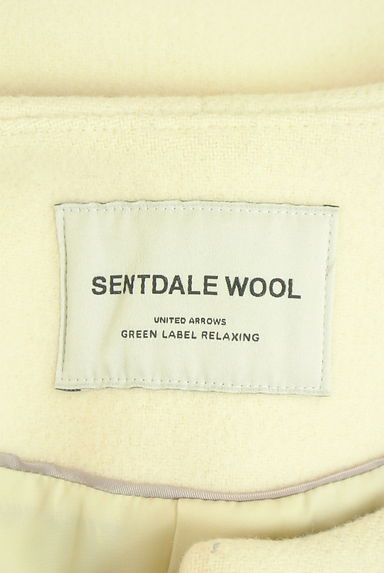 SENTDALE WOOL
UNITED ARROWS
GREEN LABEL RELAXING